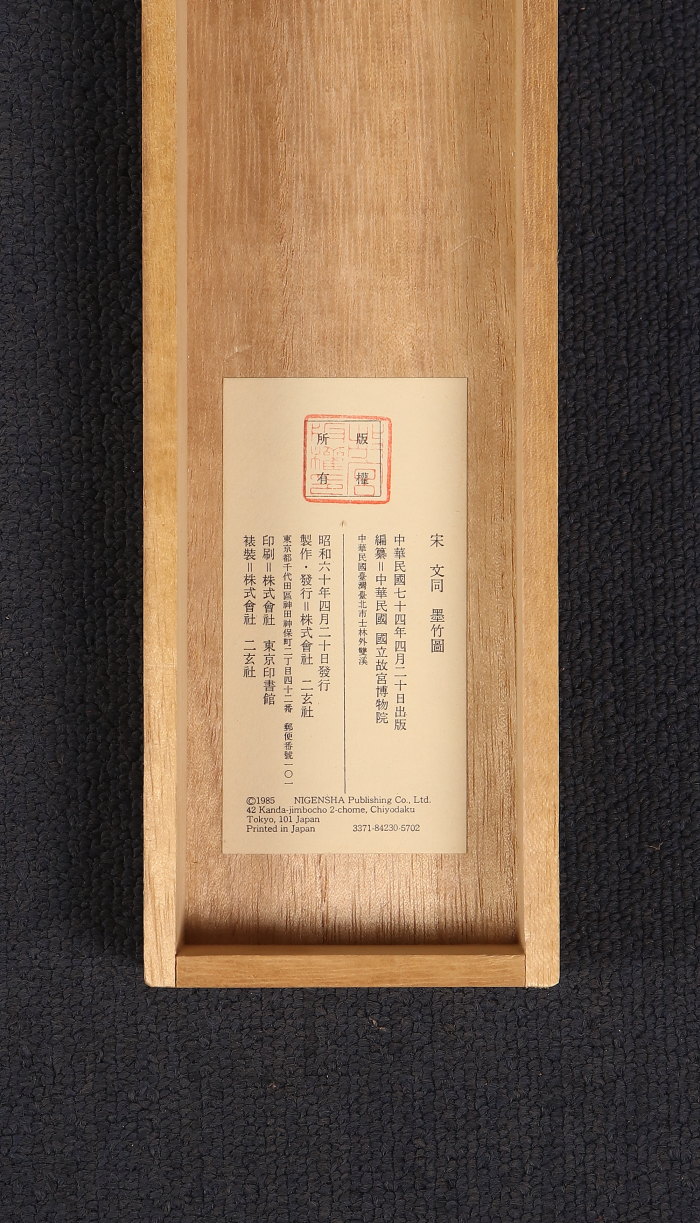 版權
所有
宋　文同　墨竹圖
中華民國七十四年四月二十日出版
編纂＝中華民國　國立故宮博物院
中華民國臺灣臺北市士林外雙溪
昭和六十年四月二十日發行
製作・發行＝株式會社　二玄社
東京都千代田區神田神保町二丁目四十二番　郵便番號一〇一
印刷＝株式會社　東京印書館
裱裝＝株式會社　二玄社
©1985 NIGENSHA Publishing Co., Ltd.
42 Kanda-jimbocho 2-chome, Chiyodaku
Tokyo, 101 Japan
Printed in Japan 3371-84230-5702